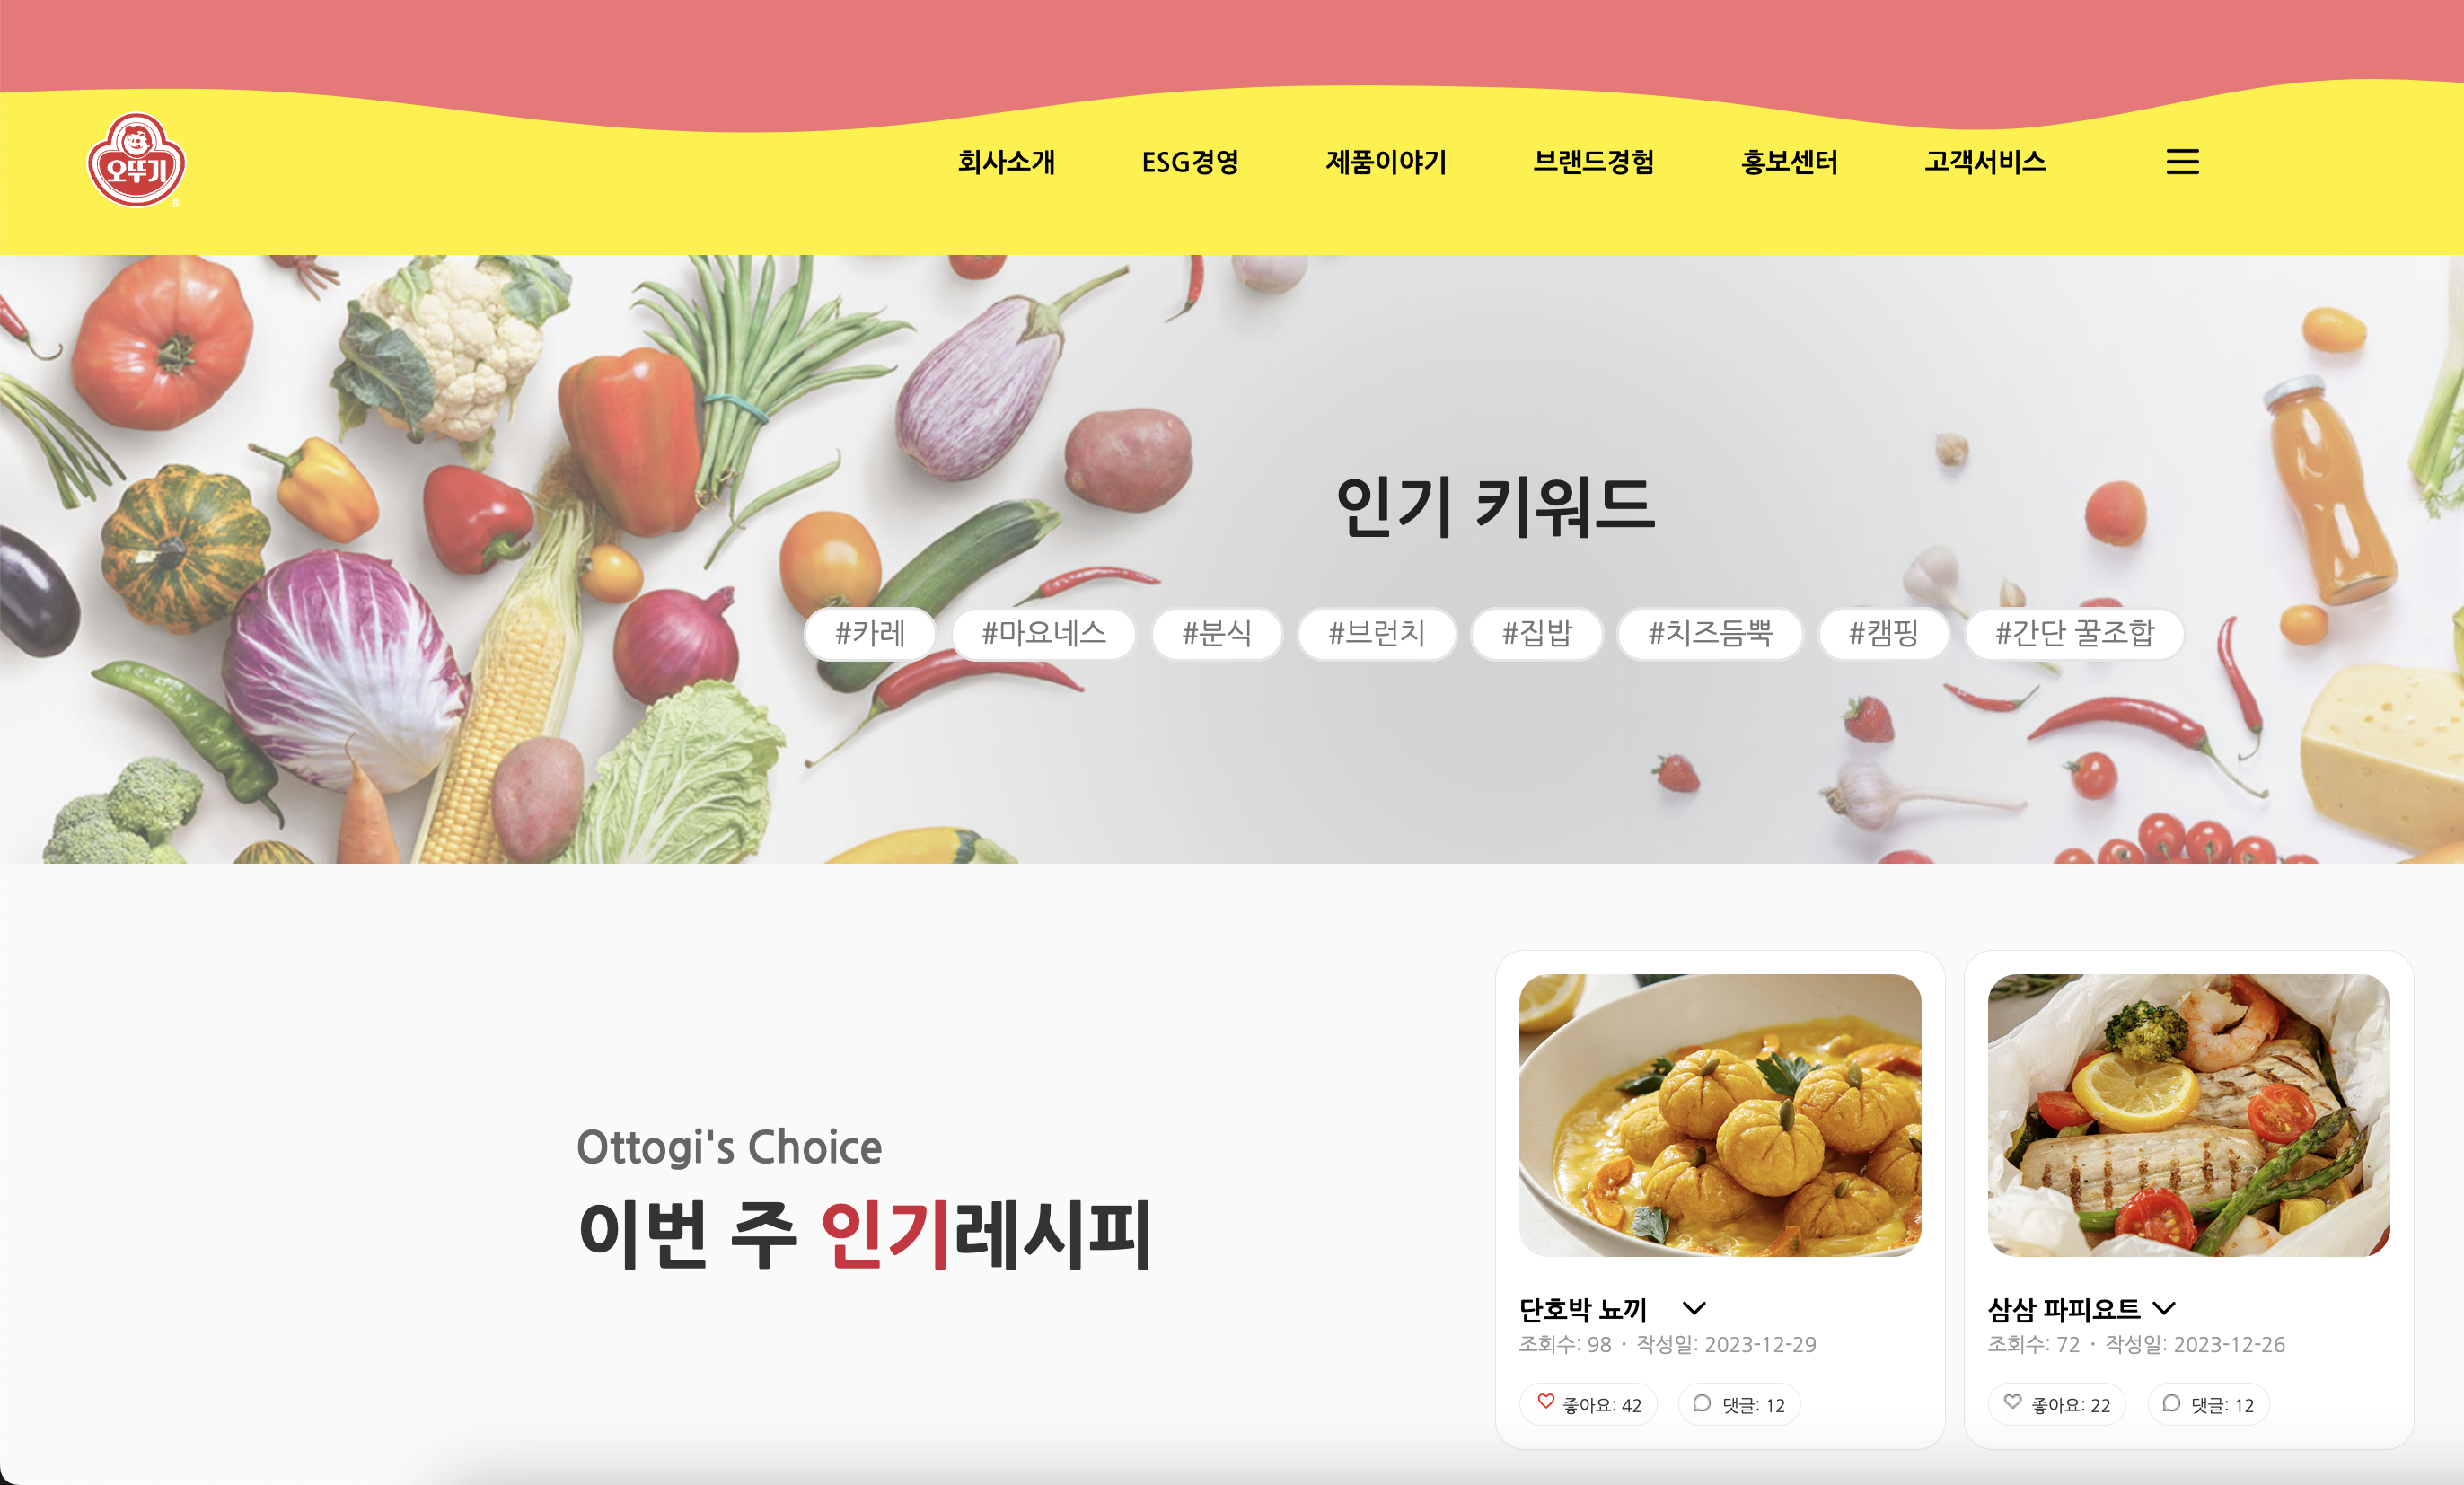 오뚜기
회사소개 ESG경영 제품이야기 브랜드경험 홍보센터 고객서비스
인기 키워드
#카레 #마요네스 #분식 #브런치 #집밥 #치즈듬뿍 #캠핑 #간단 꿀조합
Ottogi's Choice
이번 주 인기레시피
단호박 뇨끼
조회수: 98 · 작성일: 2023-12-29
좋아요: 42 댓글: 12
삼삼 파피요트
조회수: 72 · 작성일: 2023-12-26
좋아요: 22 댓글: 12